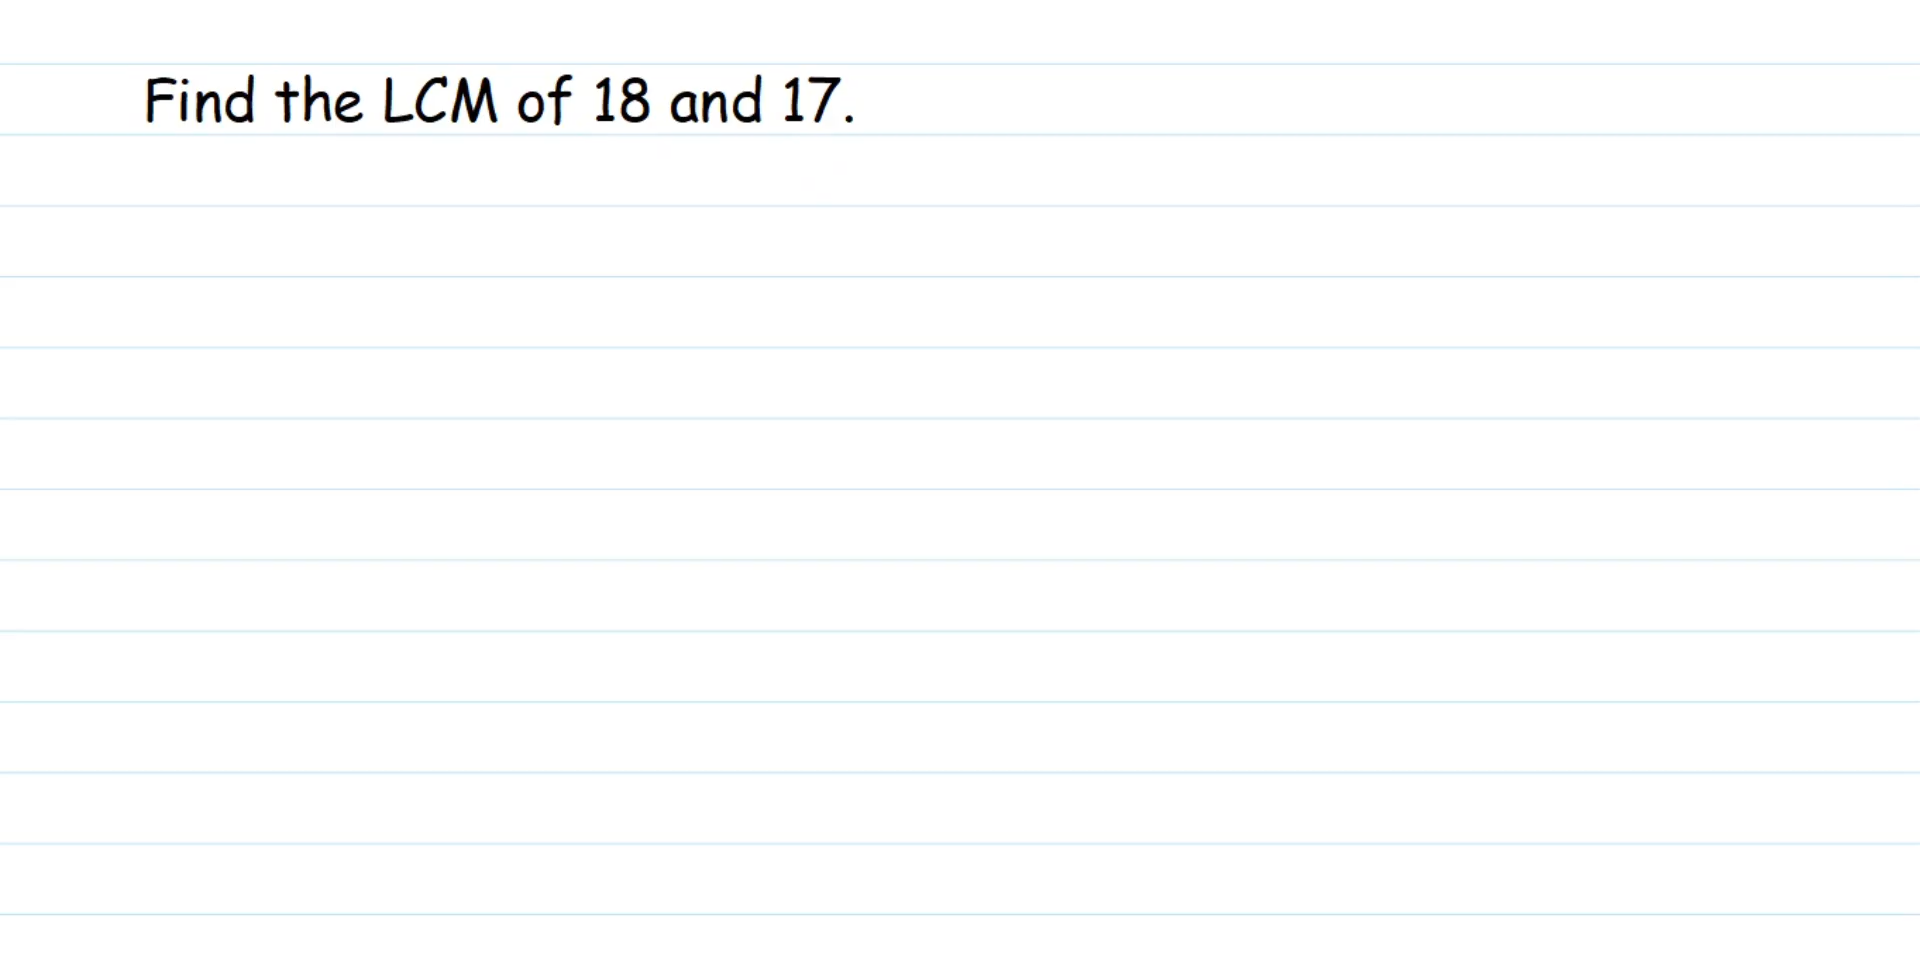 Find the LCM of 18 and 17.